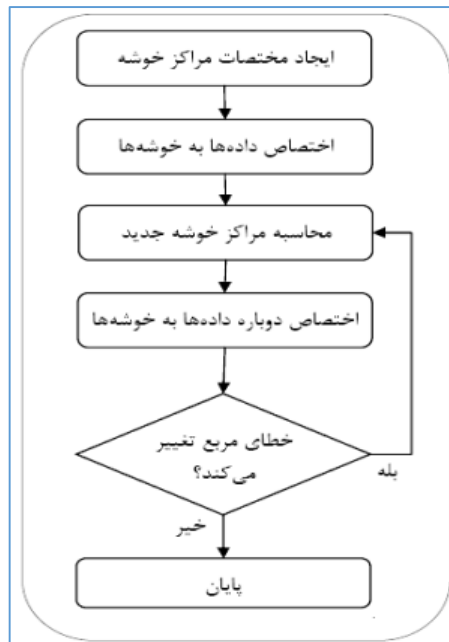 ایجاد مختصات مراکز خوشه
اختصاص داده‌ها به خوشه‌ها
محاسبه مراکز خوشه جدید
اختصاص دوباره داده‌ها به خوشه‌ها
خطای مربع تغییر
می‌کند؟
بله
خیر
پایان